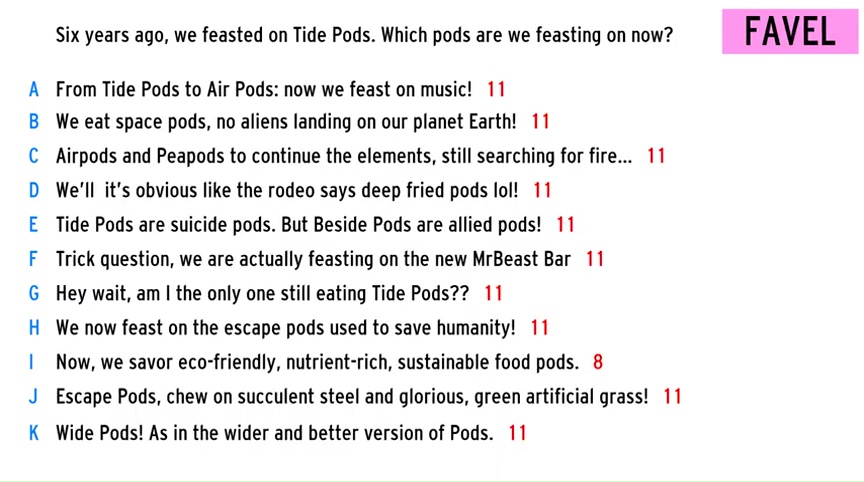 Six years ago, we feasted on Tide Pods. Which pods are we feasting on now?
FAVEL
A From Tide Pods to Air Pods: now we feast on music! 11
B We eat space pods, no aliens landing on our planet Earth! 11
C Airpods and Peapods to continue the elements, still searching for fire... 11
D We'll it's obvious like the rodeo says deep fried pods lol! 11
E Tide Pods are suicide pods. But Beside Pods are allied pods! 11
F Trick question, we are actually feasting on the new MrBeast Bar 11
G Hey wait, am I the only one still eating Tide Pods?? 11
H We now feast on the escape pods used to save humanity! 11
I Now, we savor eco-friendly, nutrient-rich, sustainable food pods. 8
J Escape Pods, chew on succulent steel and glorious, green artificial grass! 11
K Wide Pods! As in the wider and better version of Pods. 11